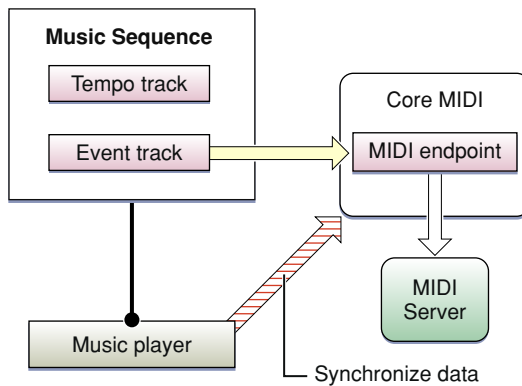 Music Sequence
Tempo track
Event track
Core MIDI
MIDI endpoint
MIDI
Server
Music player
Synchronize data